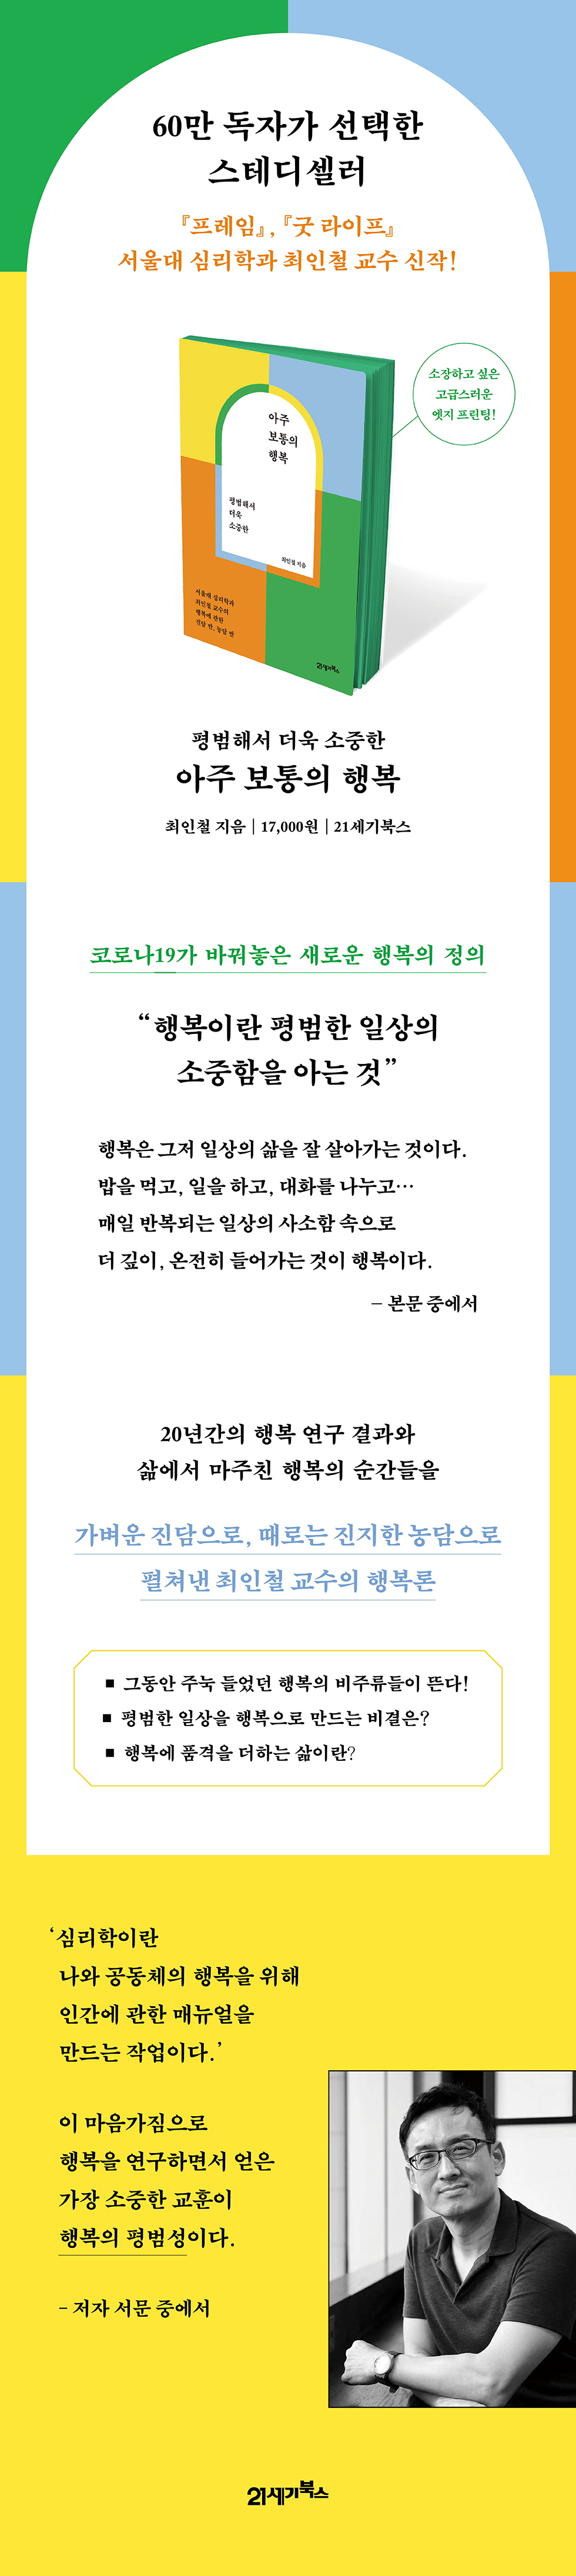 60만 독자가 선택한
스테디셀러
『프레임』, 『굿 라이프』
서울대 심리학과 최인철 교수 신작!
소장하고 싶은
고급스러운
엣지 프린팅!
아주
보통의
행복
평범해서
더욱
소중한
최인철 지음
서울대 심리학과
최인철 교수의
행복에 관한
진담 반, 농담 반
21세기북스
평범해서 더욱 소중한
아주 보통의 행복
최인철 지음 | 17,000원 | 21세기북스
코로나19가 바꿔놓은 새로운 행복의 정의
“행복이란 평범한 일상의
소중함을 아는 것”
행복은 그저 일상의 삶을 잘 살아가는 것이다.
밥을 먹고, 일을 하고, 대화를 나누고…
매일 반복되는 일상의 사소함 속으로
더 깊이, 온전히 들어가는 것이 행복이다.
– 본문 중에서
20년간의 행복 연구 결과와
삶에서 마주친 행복의 순간들을
가벼운 진담으로, 때로는 진지한 농담으로
펼쳐낸 최인철 교수의 행복론
■ 그동안 주눅 들었던 행복의 비주류들이 뜬다!
■ 평범한 일상을 행복으로 만드는 비결은?
■ 행복에 품격을 더하는 삶이란?
‘심리학이란
나와 공동체의 행복을 위해
인간에 관한 매뉴얼을
만드는 작업이다.’
이 마음가짐으로
행복을 연구하면서 얻은
가장 소중한 교훈이
행복의 평범성이다.
– 저자 서문 중에서
21세기북스